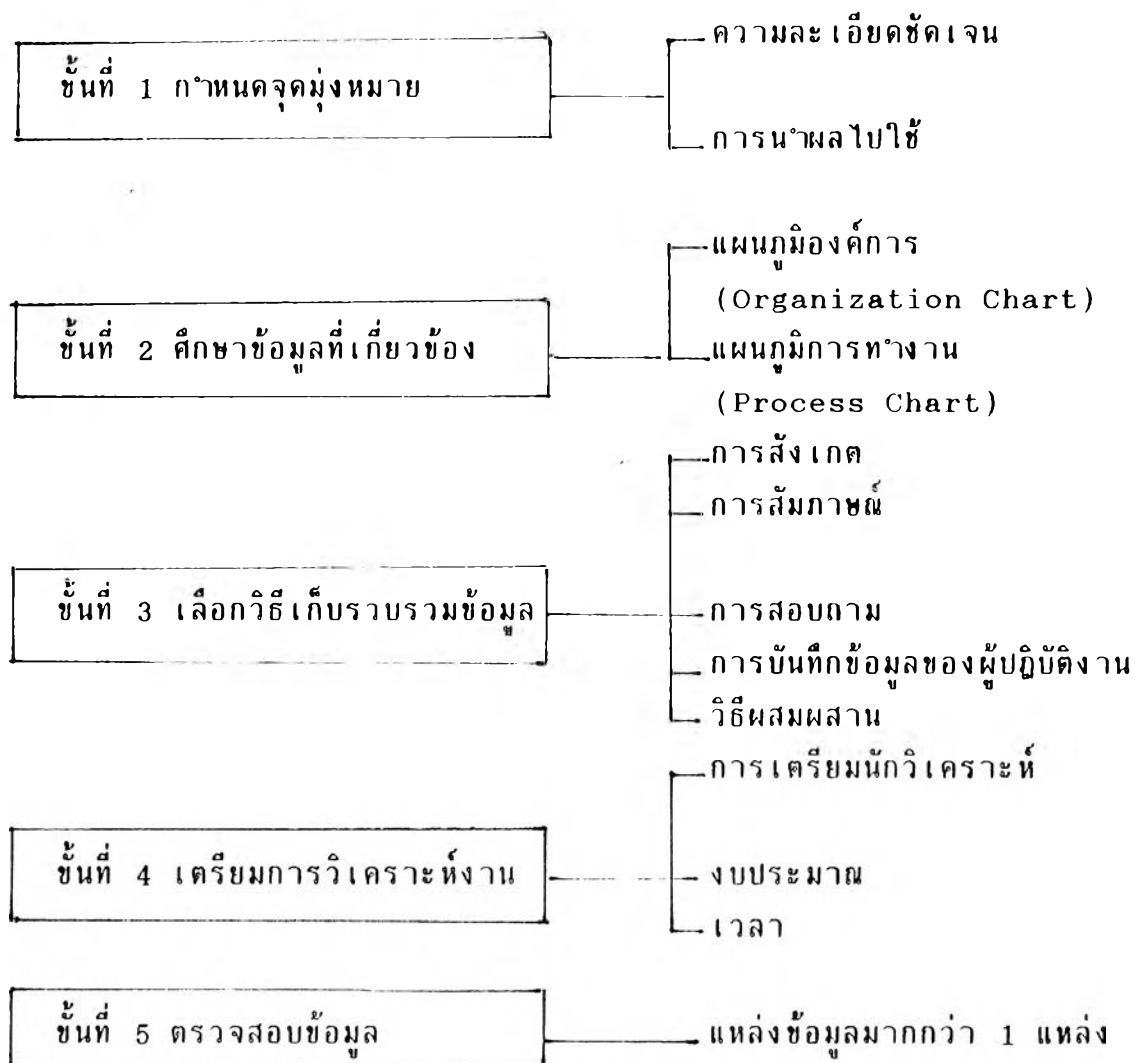 ขั้นที่ 1 กำหนดจุดมุ่งหมาย
ความละเอียดชัดเจน
การนำผลไปใช้
ขั้นที่ 2 ศึกษาข้อมูลที่เกี่ยวข้อง
แผนภูมิองค์การ
(Organization Chart)
แผนภูมิการทำงาน
(Process Chart)
ขั้นที่ 3 เลือกวิธีเก็บรวบรวมข้อมูล
การสังเกต
การสัมภาษณ์
การสอบถาม
การบันทึกข้อมูลของผู้ปฏิบัติงาน
วิธีผสมผสาน
ขั้นที่ 4 เตรียมการวิเคราะห์งาน
การเตรียมนักวิเคราะห์
งบประมาณ
เวลา
ขั้นที่ 5 ตรวจสอบข้อมูล
แหล่งข้อมูลมากกว่า 1 แหล่ง